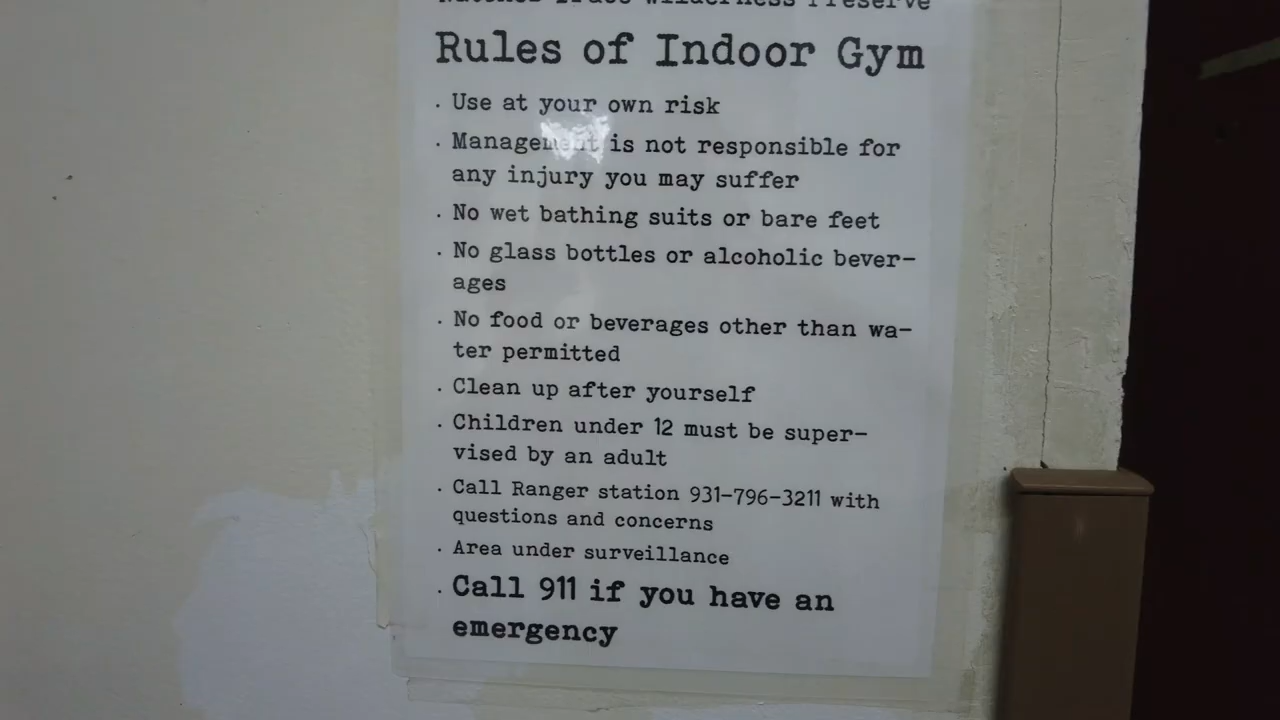 Wilderness Preserve
Rules of Indoor Gym
. Use at your own risk
. Management is not responsible for
any injury you may suffer
. No wet bathing suits or bare feet
. No glass bottles or alcoholic bever-
ages
. No food or beverages other than wa-
ter permitted
. Clean up after yourself
. Children under 12 must be super-
vised by an adult
. Call Ranger station 931-796-3211 with
questions and concerns
. Area under surveillance
. Call 911 if you have an
emergency